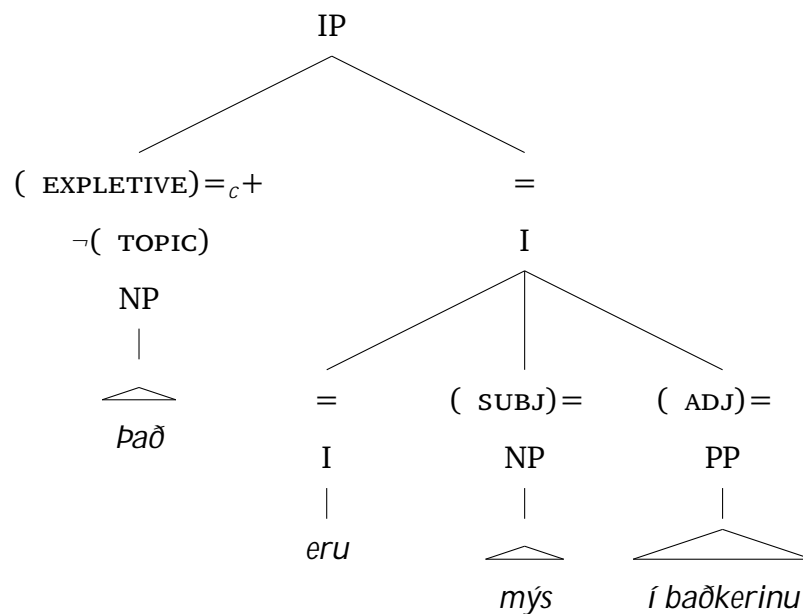 IP
( EXPLETIVE)=c+ =
¬( TOPIC) I
NP
= ( SUBJ)= ( ADJ)=
Það
I NP PP
eru
mýs í baðkerinu